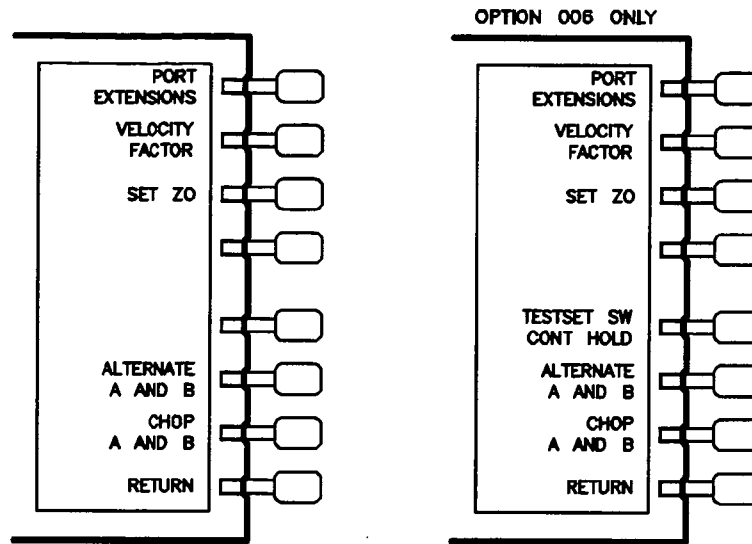 OPTION 006 ONLY
PORT
EXTENSIONS
VELOCITY
FACTOR
SET ZO
ALTERNATE
A AND B
CHOP
A AND B
RETURN
PORT
EXTENSIONS
VELOCITY
FACTOR
SET ZO
TESTSET SW
CONT HOLD
ALTERNATE
A AND B
CHOP
A AND B
RETURN